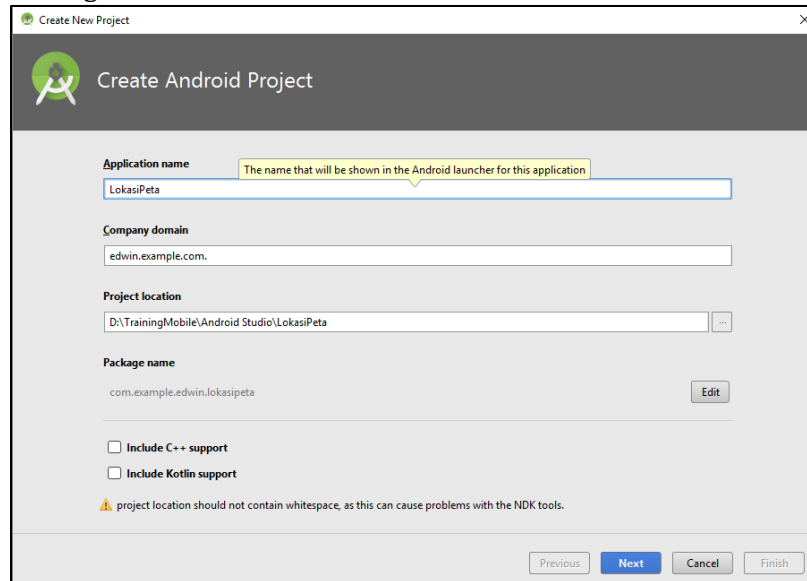 Create New Project
Create Android Project
Application name
The name that will be shown in the Android launcher for this application
LokasiPeta
Company domain
edwin.example.com.
Project location
D:\TrainingMobile\Android Studio\LokasiPeta
...
Package name
com.example.edwin.lokasipeta
Edit
Include C++ support
Include Kotlin support
project location should not contain whitespace, as this can cause problems with the NDK tools.
Previous
Next
Cancel
Finish